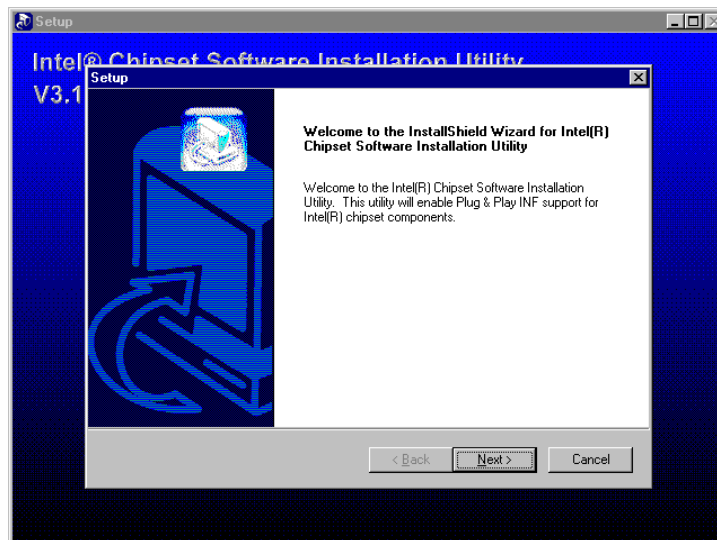 Setup
Intel® Chipset Software Installation Utility
V3.1
Setup
Welcome to the InstallShield Wizard for Intel(R)
Chipset Software Installation Utility
Welcome to the Intel(R) Chipset Software Installation
Utility. This utility will enable Plug & Play INF support for
Intel(R) chipset components.
< Back
Next >
Cancel